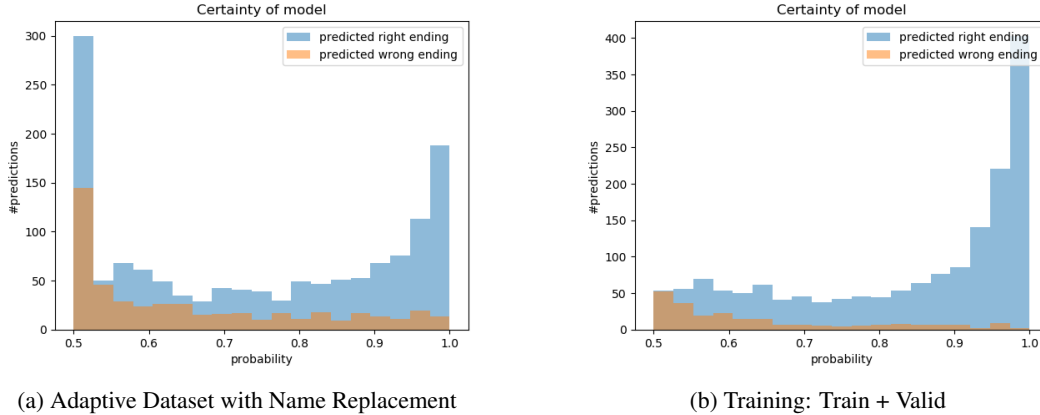 Certainty of model
predicted right ending
predicted wrong ending
300
250
200
150
100
50
0
#predictions
0.5 0.6 0.7 0.8 0.9 1.0
probability
(a) Adaptive Dataset with Name Replacement
Certainty of model
predicted right ending
predicted wrong ending
400
350
300
250
200
150
100
50
0
#predictions
0.5 0.6 0.7 0.8 0.9 1.0
probability
(b) Training: Train + Valid